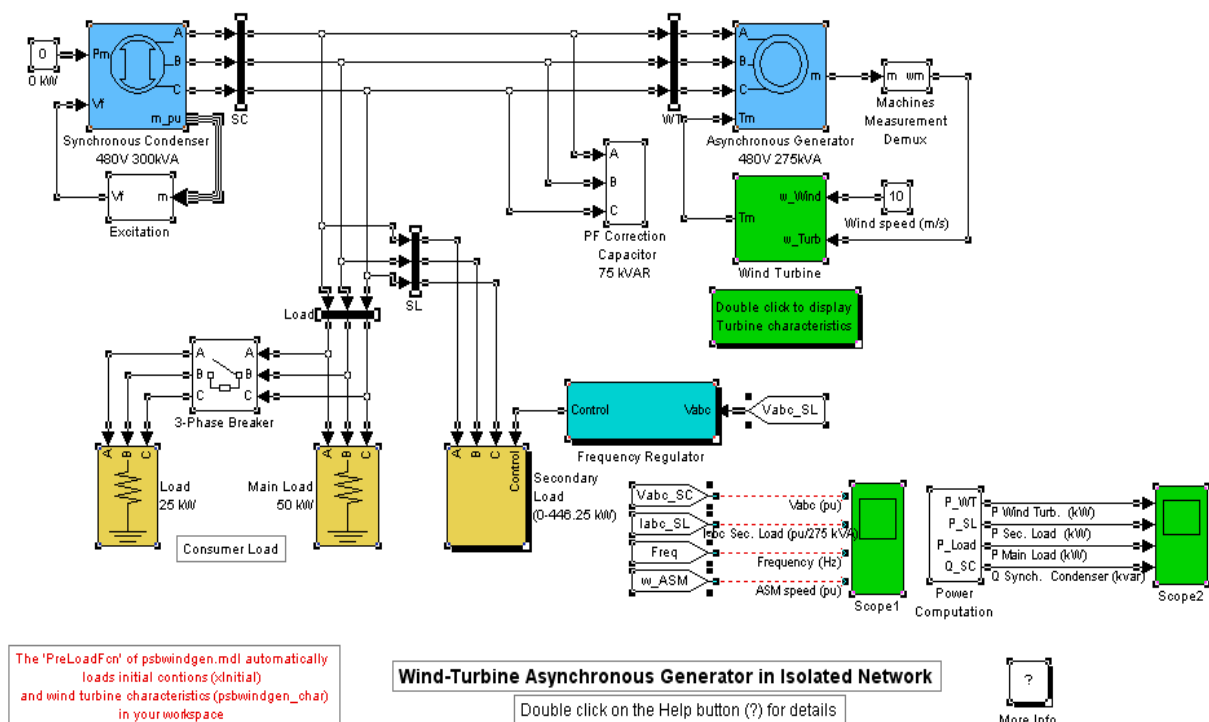 0
0 kW
Pm
Vf
A
B
C
m_pu
Synchronous Condenser
480V 300kVA
Vf
m
Excitation
SC
WT
A
B
C
Tm
m
Asynchronous Generator
480V 275kVA
m
wm
Machines
Measurement
Demux
A
B
C
PF Correction
Capacitor
75 kVAR
w_Wind
Tm
w_Turb
Wind Turbine
10
Wind speed (m/s)
Double click to display
Turbine characteristics
SL
Load
A
B
C
A
B
C
3-Phase Breaker
A
B
C
Load
25 kW
A
B
C
Main Load
50 kW
A
B
C
Control
Secondary
Load
(0-446.25 kW)
Consumer Load
Control
Vabc
Frequency Regulator
Vabc_SL
Vabc_SC
Iabc_SL
Freq
w_ASM
Vabc (pu)
Iabc Sec. Load (pu/275 kVA)
Frequency (Hz)
ASM speed (pu)
Scope1
P_WT
P_SL
P_Load
Q_SC
Power
Computation
P Wind Turb. (kW)
P Sec. Load (kW)
P Main Load (kW)
Q Synch. Condenser (kvar)
Scope2
The 'PreLoadFcn' of psbwindgen.mdl automatically
loads initial contions (xInitial)
and wind turbine characteristics (psbwindgen_char)
in your workspace
Wind-Turbine Asynchronous Generator in Isolated Network
Double click on the Help button (?) for details
?
More Info